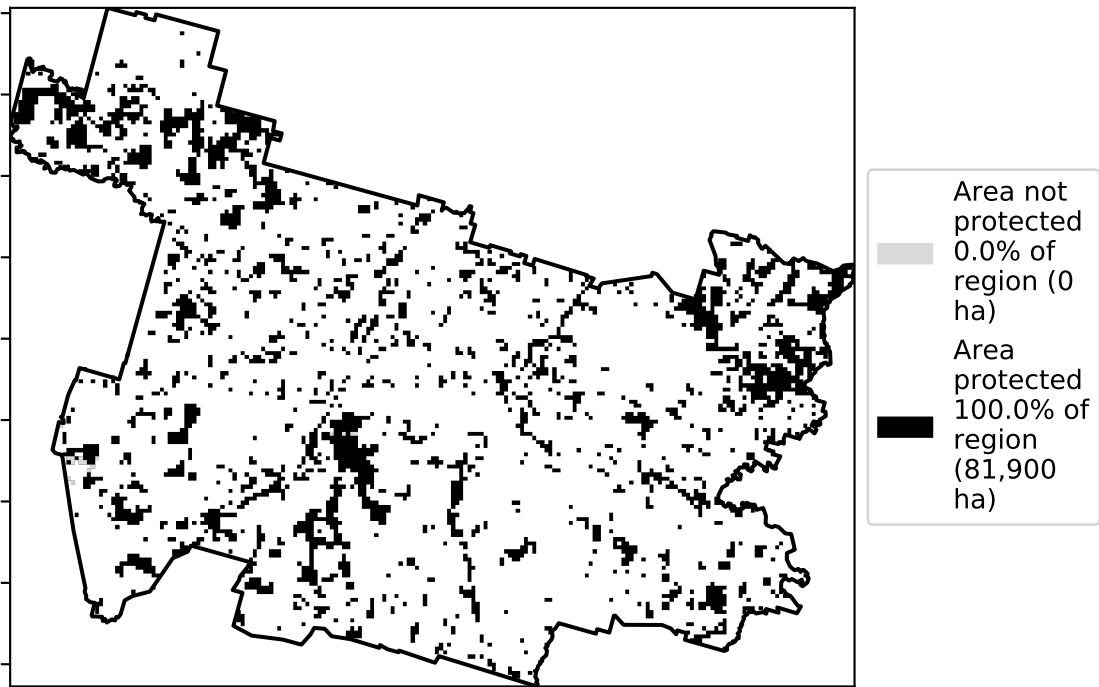 Area not
protected
0.0% of
region (0
ha)
Area
protected
100.0% of
region
(81,900
ha)